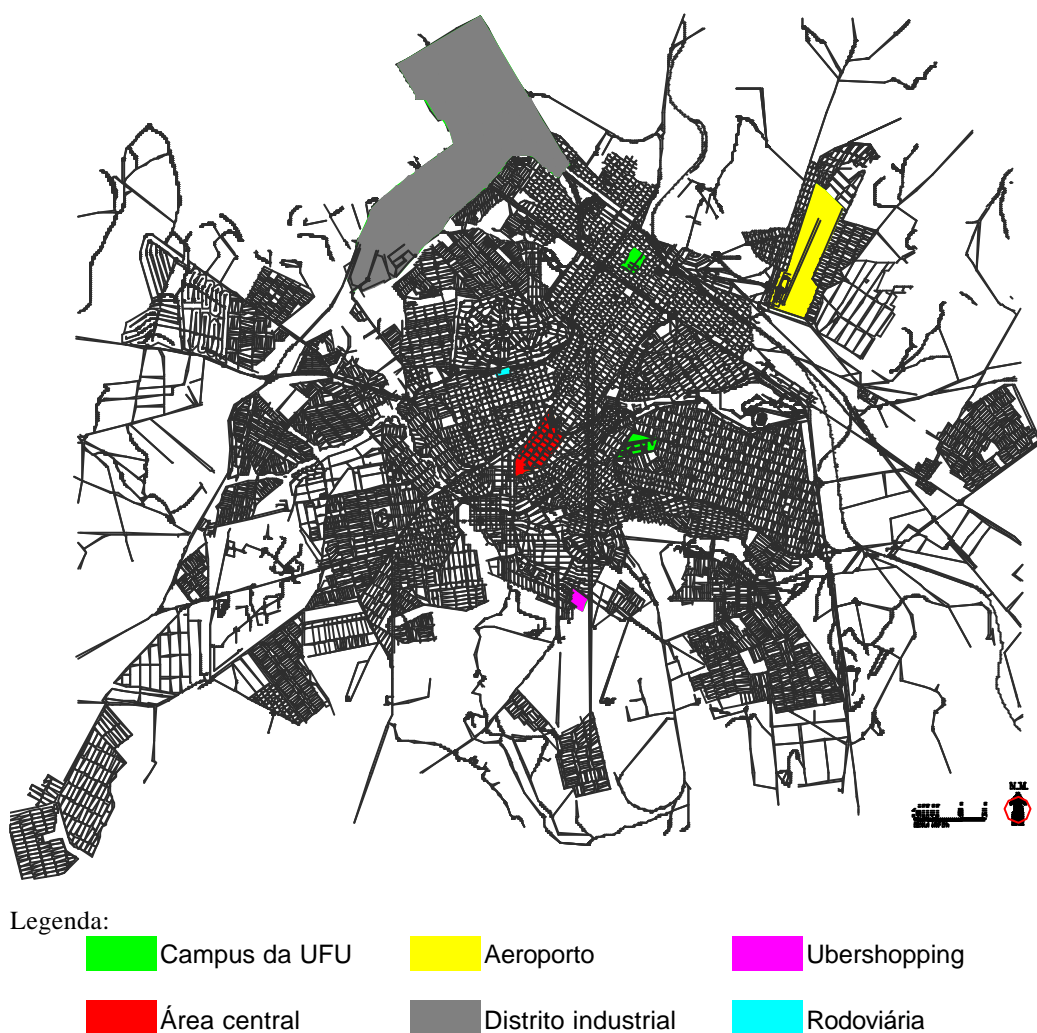 N.M.
Legenda:
Campus da UFU
Aeroporto
Ubershopping
Área central
Distrito industrial
Rodoviária